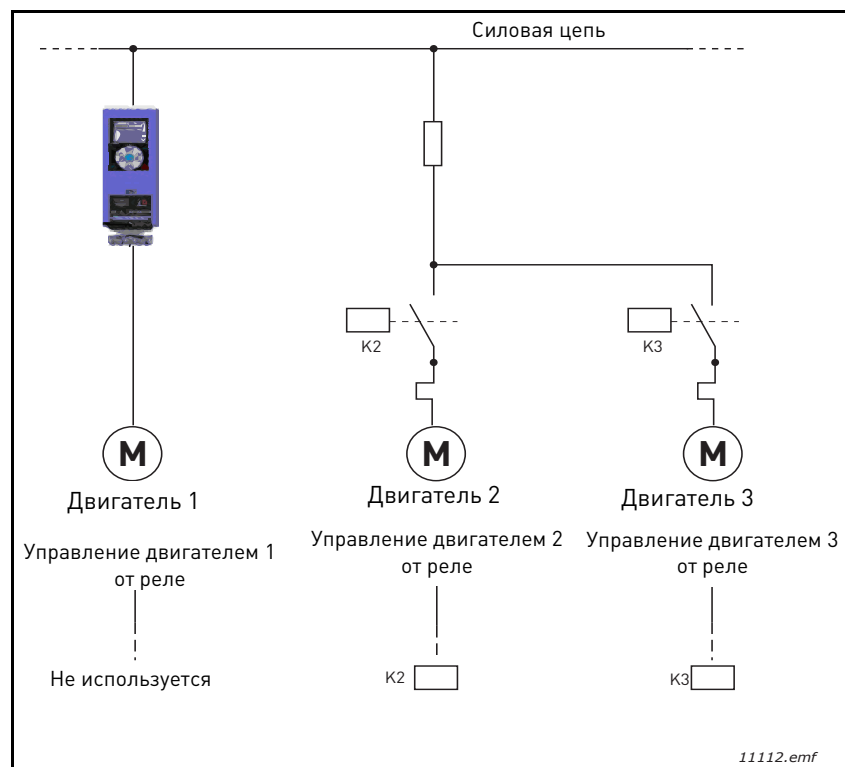 Силовая цепь
K2
K3
M
M
M
Двигатель 1
Двигатель 2
Двигатель 3
Управление двигателем 1
от реле
Управление двигателем 2
от реле
Управление двигателем 3
от реле
Не используется
K2
K3
11112.emf